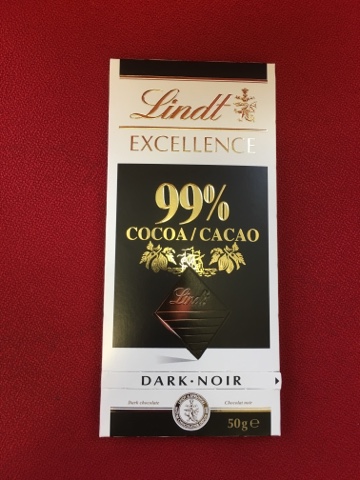 Lindt
EXCELLENCE
99%
COCOA/CACAO
Lindt
DARK·NOIR
Dark chocolate Chocolat noir
50g ℮